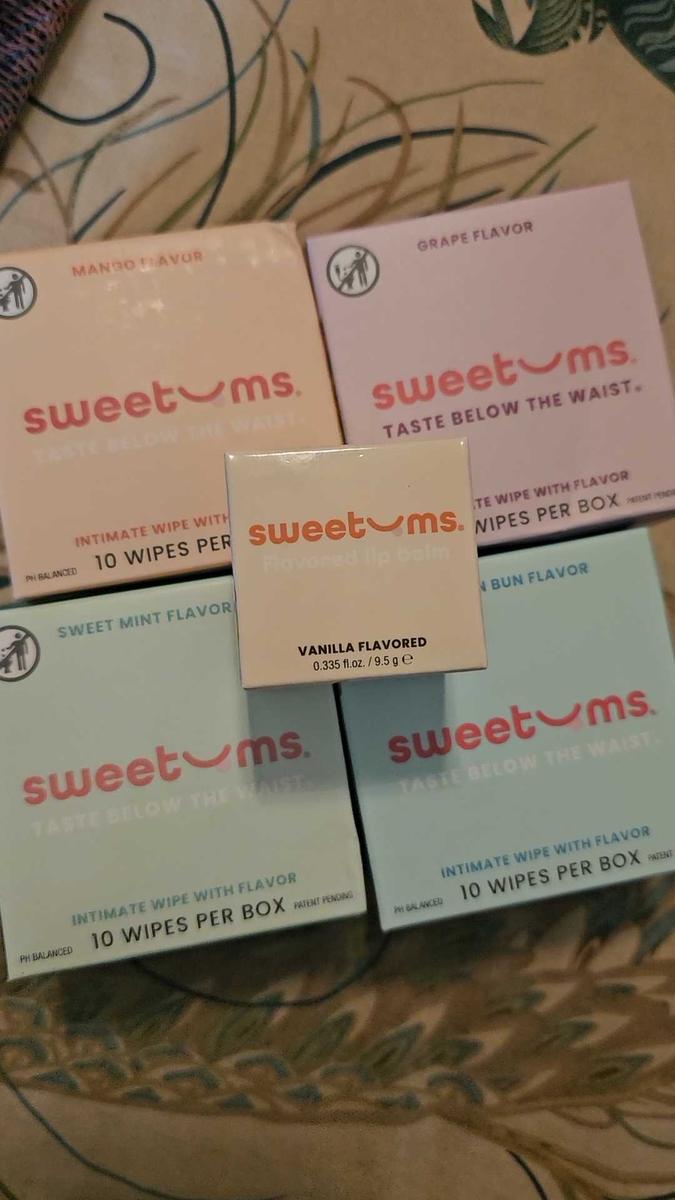 MANGO FLAVOR
sweetums.
TASTE BELOW THE WAIST.
INTIMATE WIPE WITH
PH BALANCED 10 WIPES PER
GRAPE FLAVOR
sweetums.
TASTE BELOW THE WAIST.
TE WIPE WITH FLAVOR
WIPES PER BOX PATENT PENDING
sweetums.
Flavored lip balm
VANILLA FLAVORED
0.335 fl.oz. / 9.5 g e
SWEET MINT FLAVOR
sweetums.
TASTE BELOW THE WAIST.
INTIMATE WIPE WITH FLAVOR
PH BALANCED 10 WIPES PER BOX PATENT PENDING
N BUN FLAVOR
sweetums.
TASTE BELOW THE WAIST.
INTIMATE WIPE WITH FLAVOR
PH BALANCED 10 WIPES PER BOX PATENT